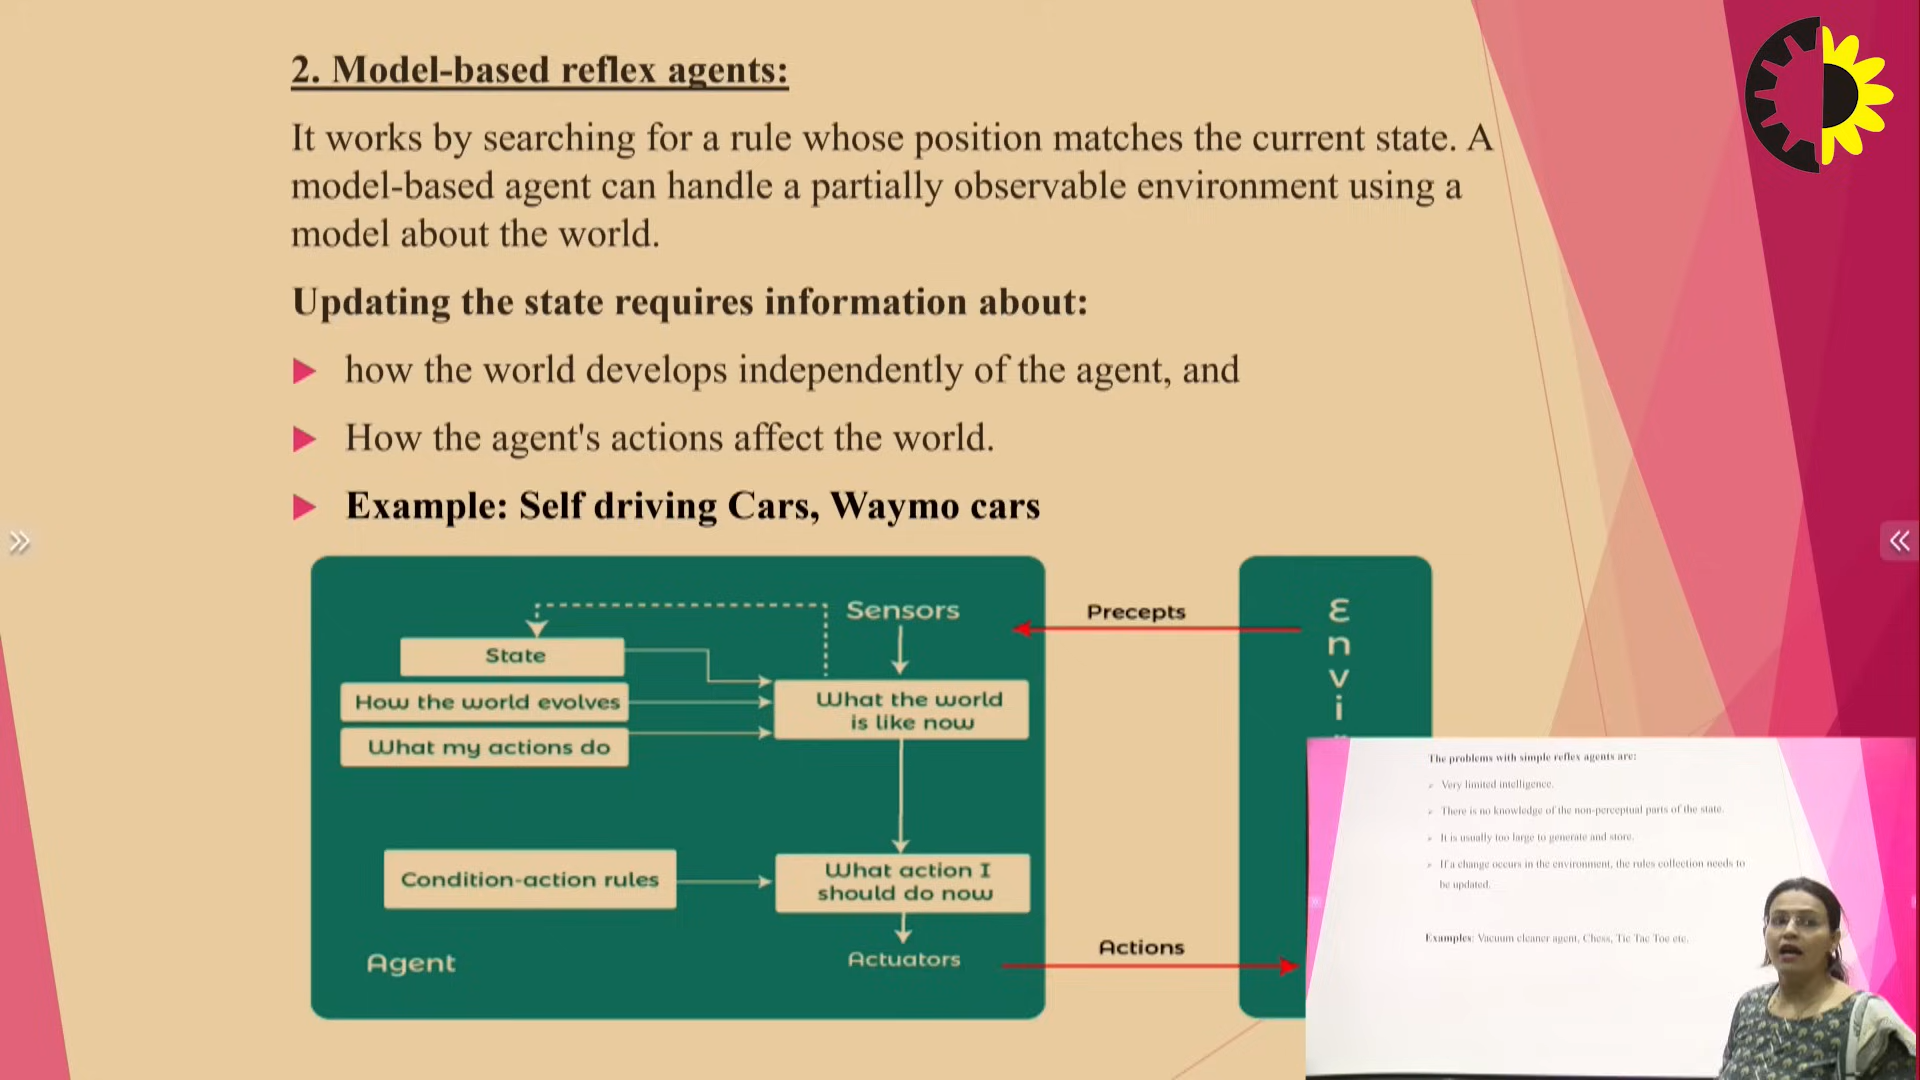 2. Model-based reflex agents:
It works by searching for a rule whose position matches the current state. A
model-based agent can handle a partially observable environment using a
model about the world.
Updating the state requires information about:
how the world develops independently of the agent, and
How the agent's actions affect the world.
Example: Self driving Cars, Waymo cars
Sensors
Precepts
State
How the world evolves
What my actions do
What the world
is like now
Condition-action rules
What action I
should do now
Agent
Actuators
Actions
E
n
v
i
The problems with simple reflex agents are:
Very limited intelligence.
There is no knowledge of the non-perceptual parts of the state.
It is usually too large to generate and store.
If a change occurs in the environment, the rules collection needs to
be updated.
Examples: Vacuum cleaner agent, Chess, Tic Tac Toe etc.